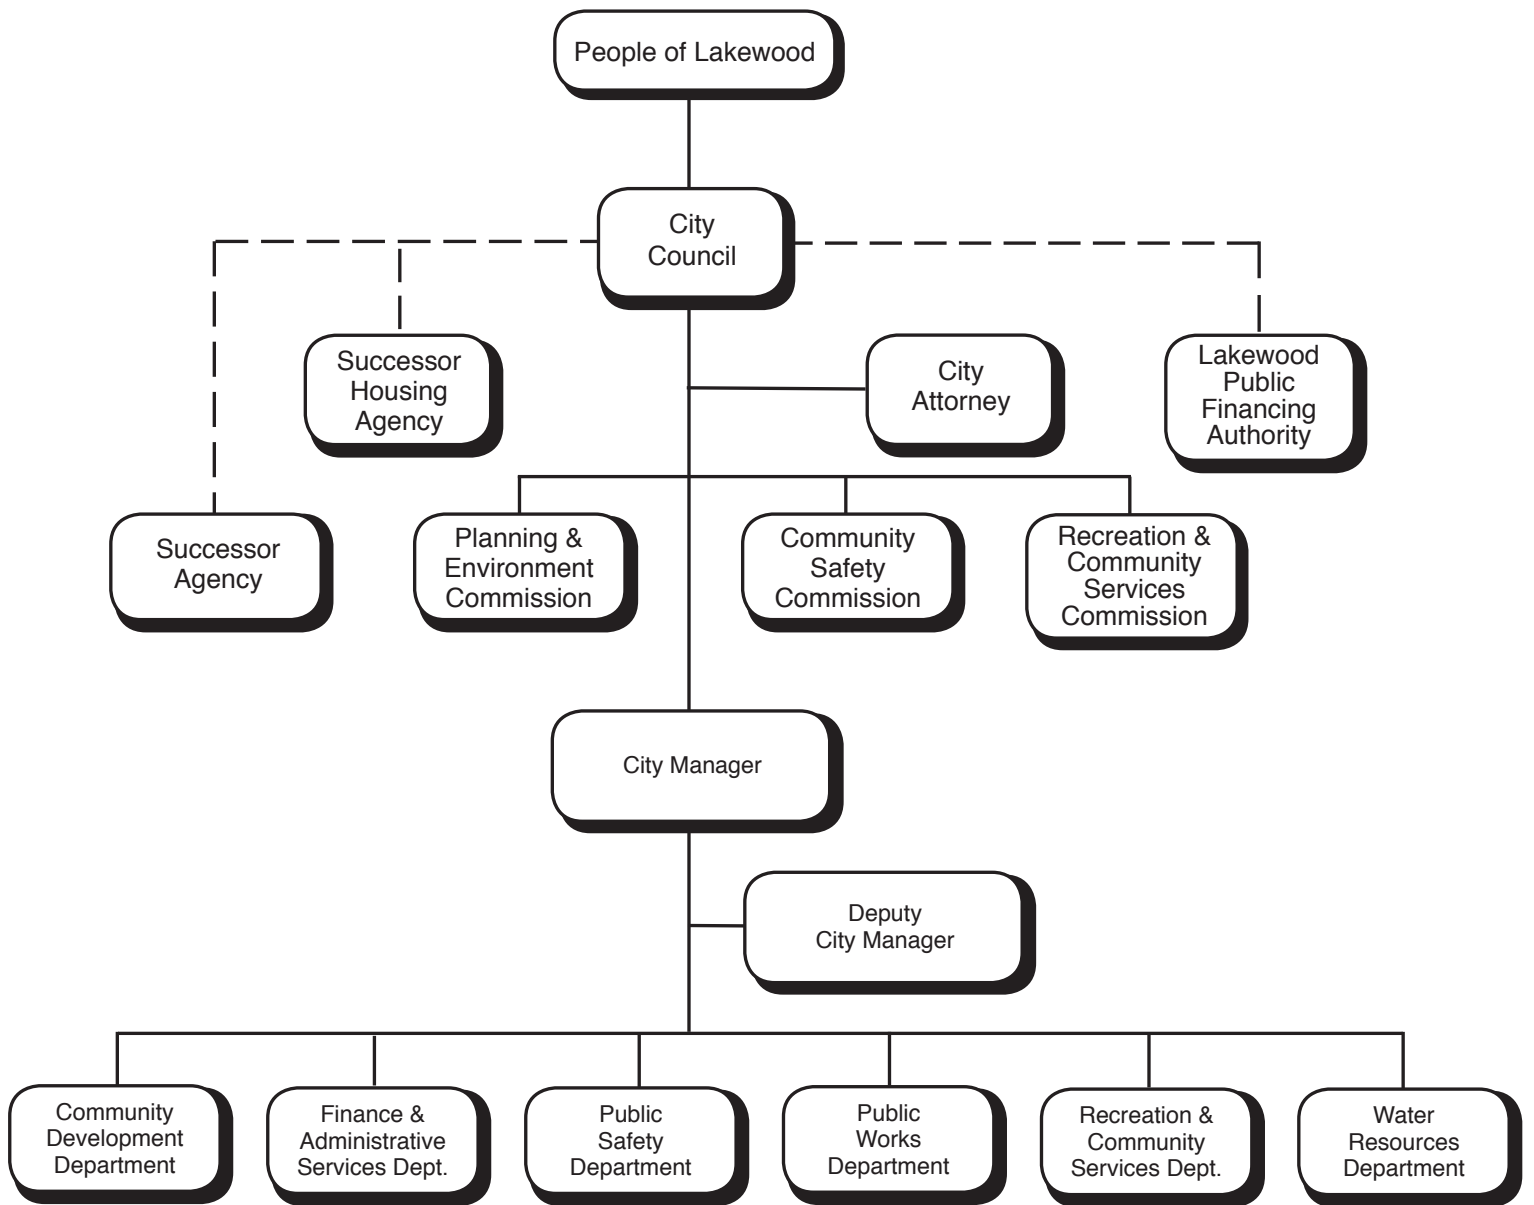 People of Lakewood
City
Council
Successor
Housing
Agency
City
Attorney
Lakewood
Public
Financing
Authority
Successor
Agency
Planning &
Environment
Commission
Community
Safety
Commission
Recreation &
Community
Services
Commission
City Manager
Deputy
City Manager
Community
Development
Department
Finance &
Administrative
Services Dept.
Public
Safety
Department
Public
Works
Department
Recreation &
Community
Services Dept.
Water
Resources
Department